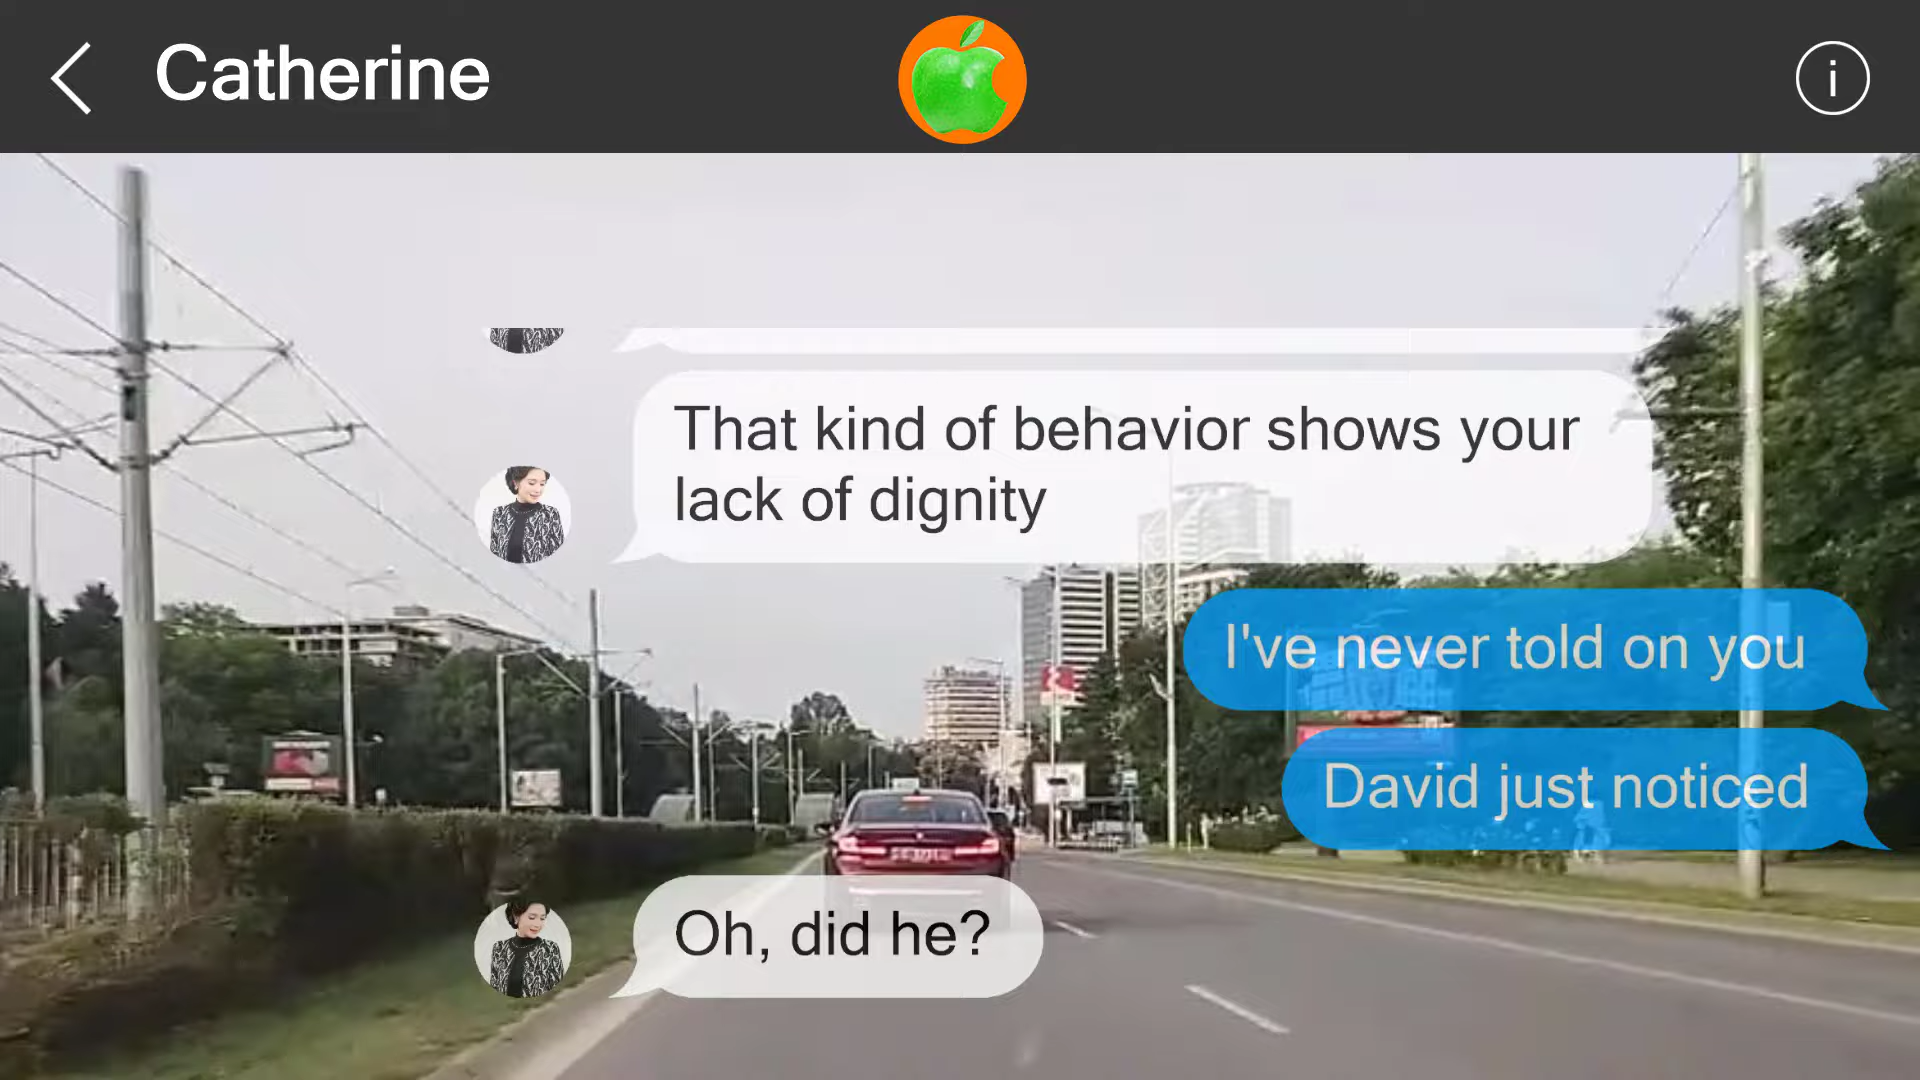 Catherine
That kind of behavior shows your
lack of dignity
I've never told on you
David just noticed
Oh, did he?